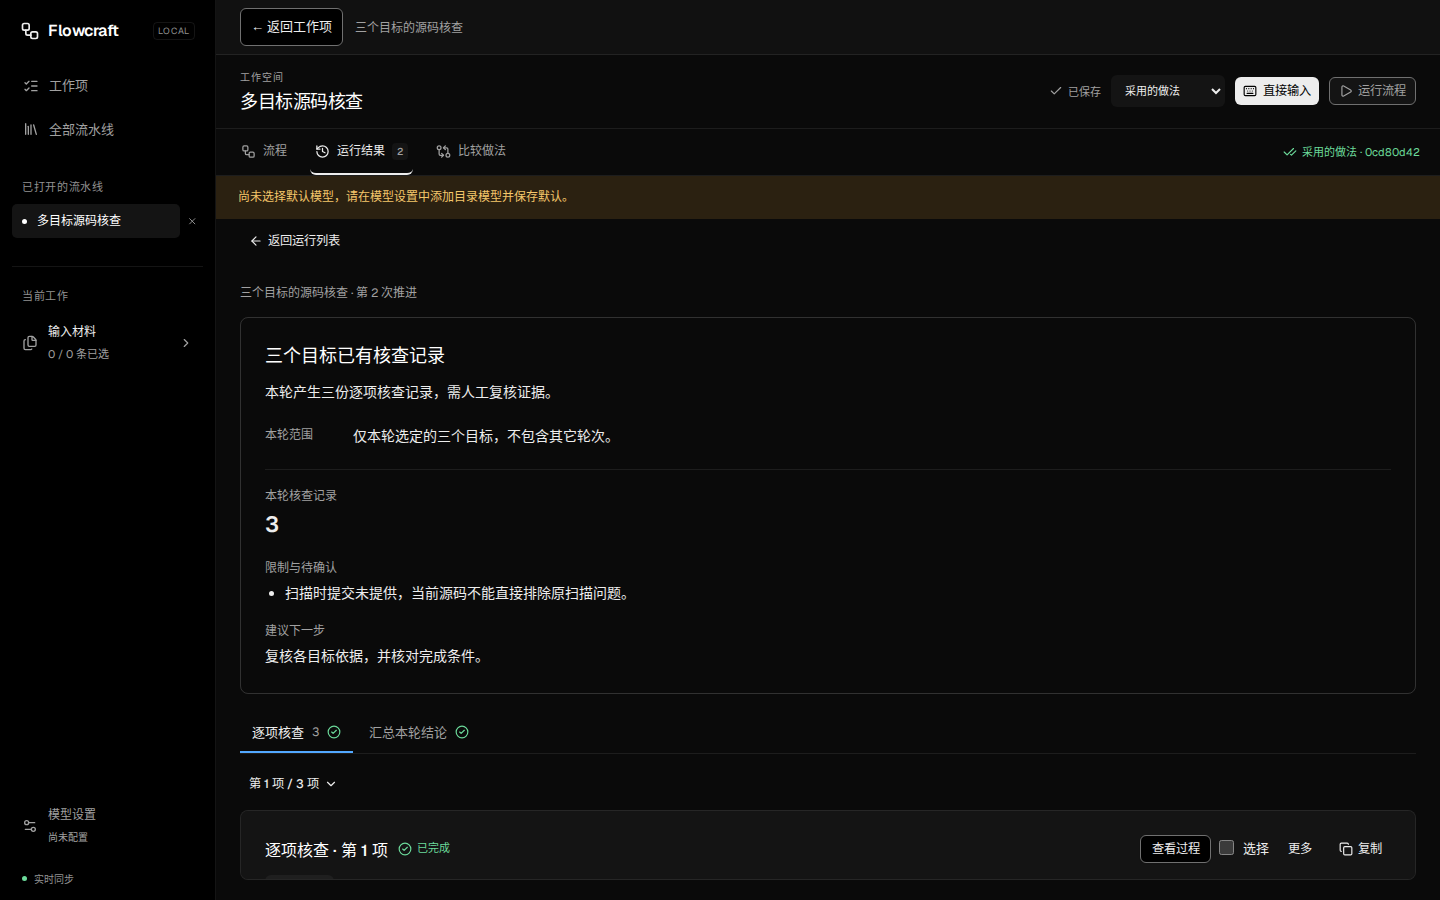 Flowcraft
LOCAL
工作项
全部流水线
已打开的流水线
多目标源码核查
当前工作
输入材料
0 / 0 条已选
模型设置
尚未配置
实时同步
← 返回工作项
三个目标的源码核查
工作空间
多目标源码核查
已保存
采用的做法
直接输入
运行流程
流程
运行结果 2
比较做法
采用的做法 · 0cd80d42
尚未选择默认模型，请在模型设置中添加目录模型并保存默认。
返回运行列表
三个目标的源码核查 · 第 2 次推进
三个目标已有核查记录
本轮产生三份逐项核查记录，需人工复核证据。
本轮范围 仅本轮选定的三个目标，不包含其它轮次。
本轮核查记录
3
限制与待确认
扫描时提交未提供，当前源码不能直接排除原扫描问题。
建议下一步
复核各目标依据，并核对完成条件。
逐项核查 3
汇总本轮结论
第 1 项 / 3 项
逐项核查 · 第 1 项
已完成
查看过程
选择
更多
复制